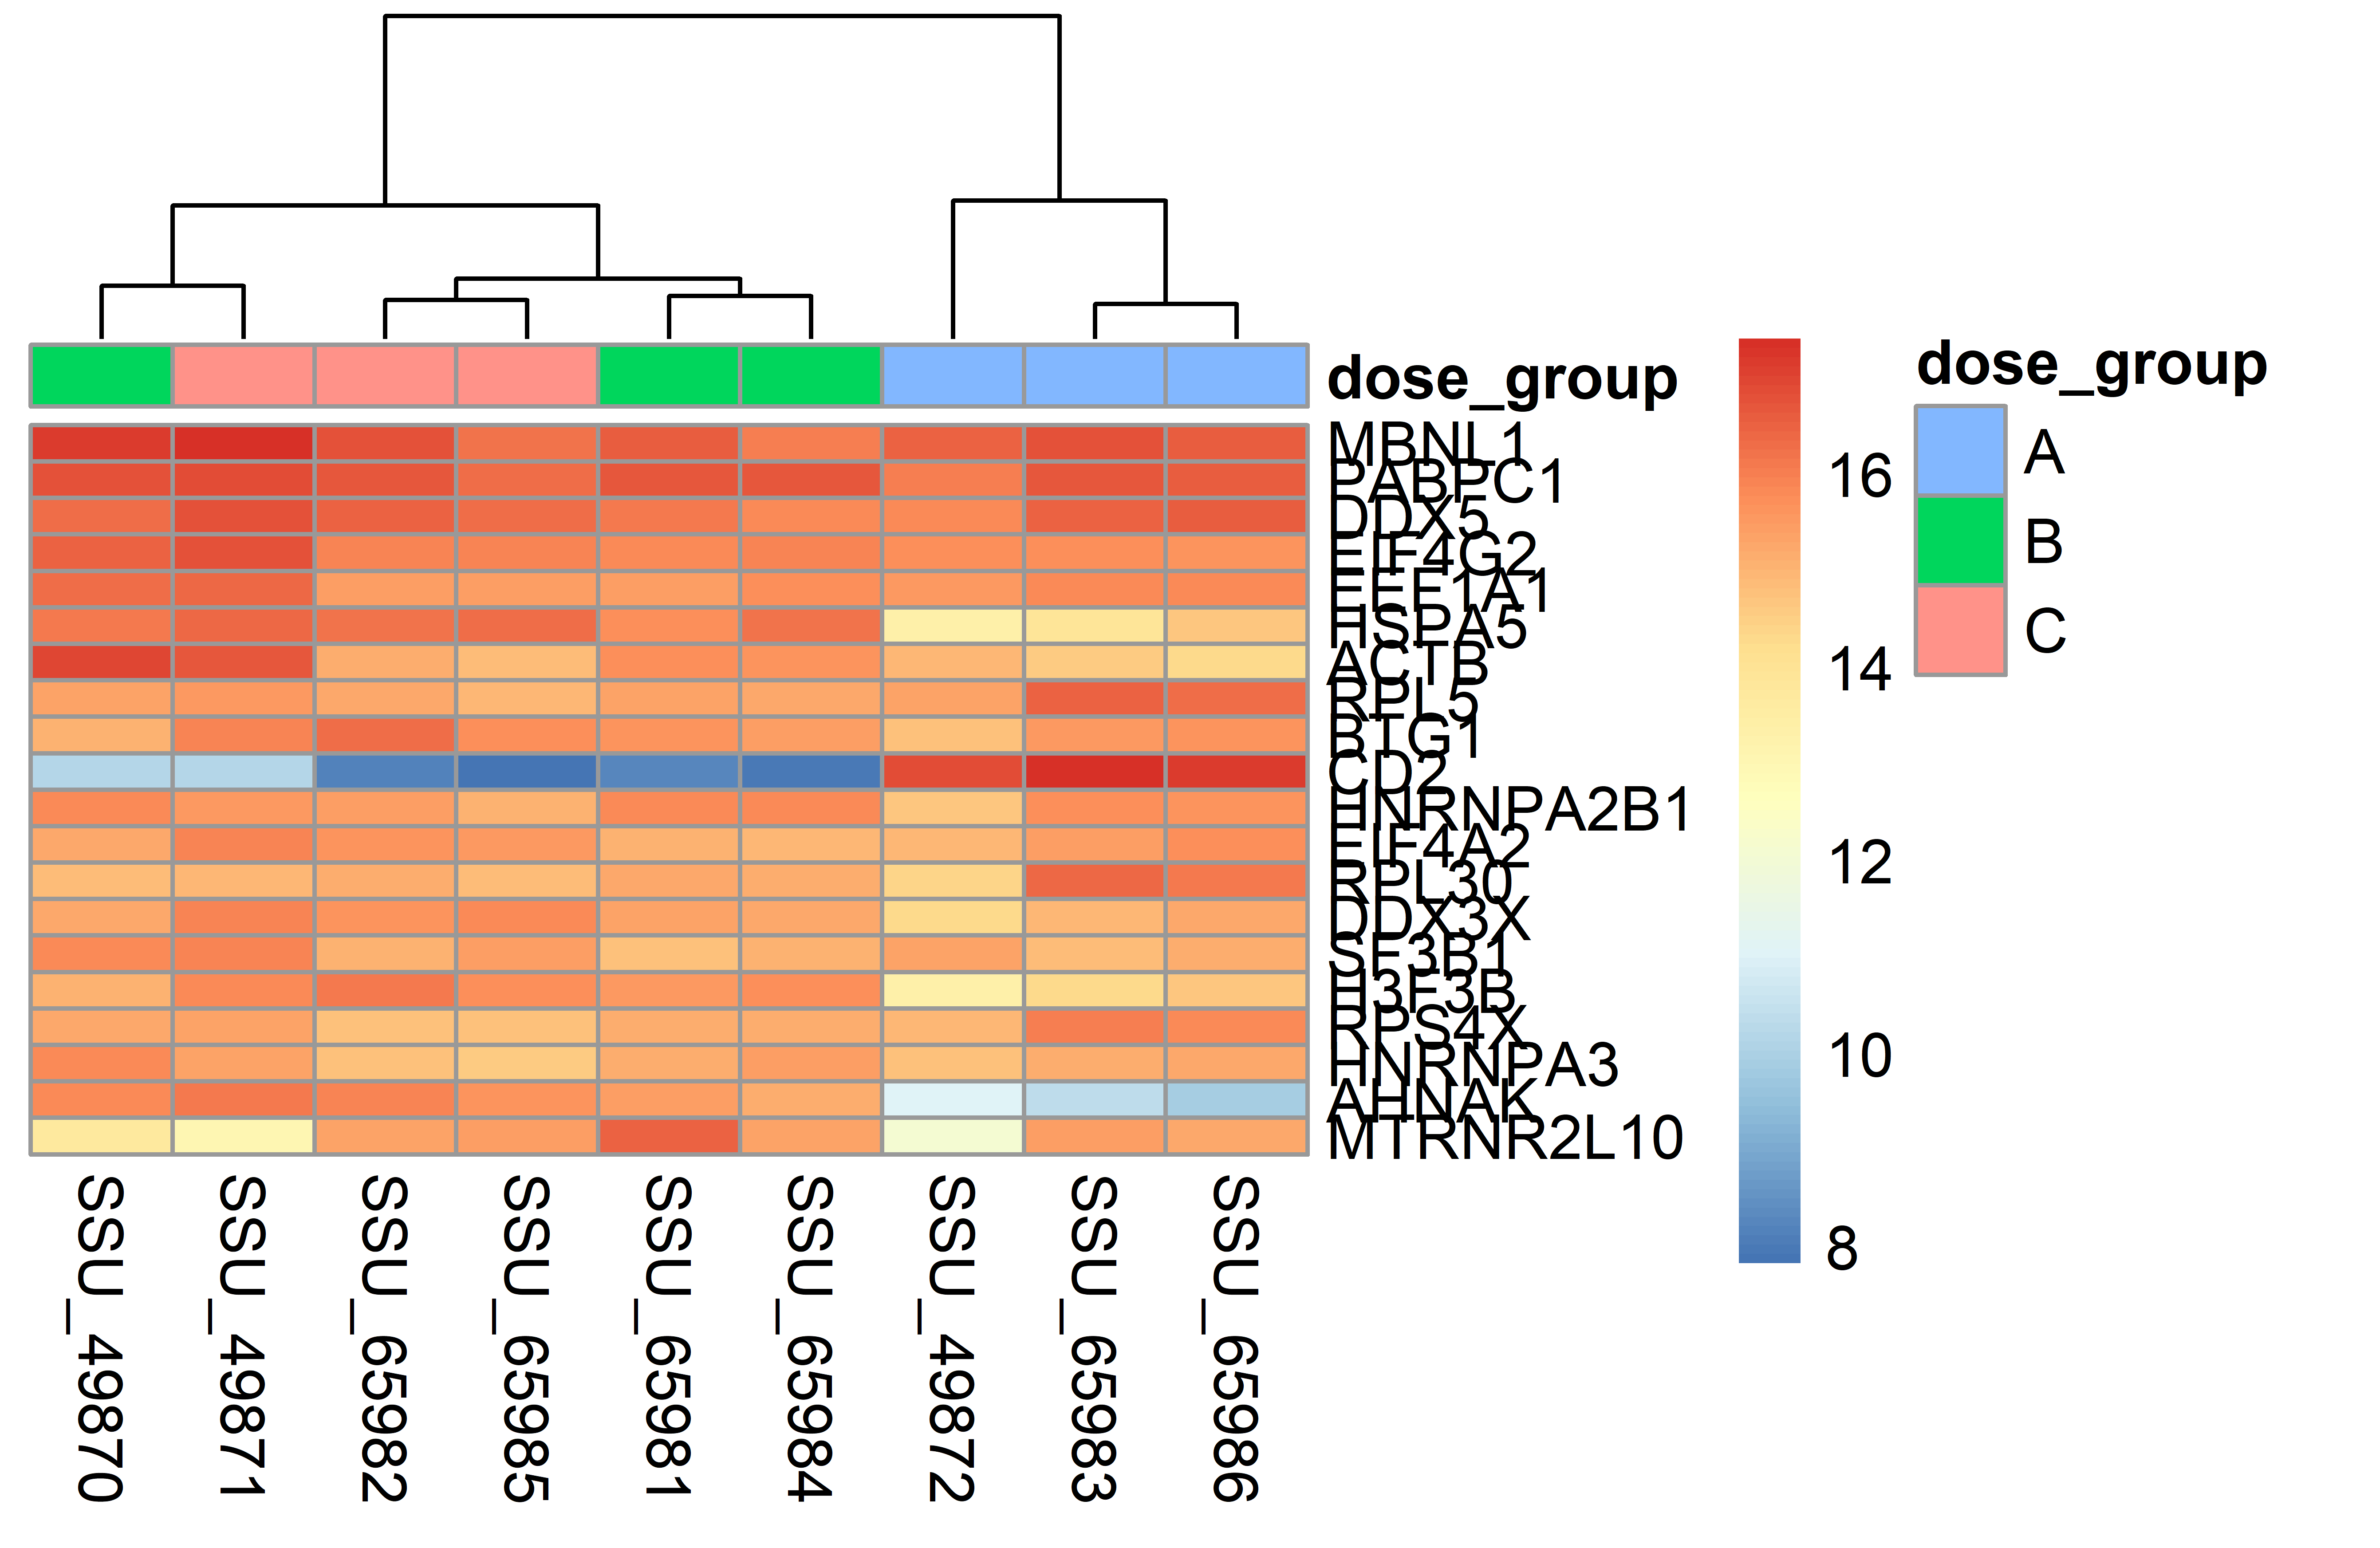 dose_group
MBNL1
PABPC1
DDX5
EIF4G2
EEF1A1
HSPA5
ACTB
RPL5
BTG1
CD2
HNRNPA2B1
EIF4A2
RPL30
DDX3X
SF3B1
H3F3B
RPS4X
HNRNPA3
AHNAK
MTRNR2L10
SSU_49870
SSU_49871
SSU_65982
SSU_65985
SSU_65981
SSU_65984
SSU_49872
SSU_65983
SSU_65986
16
14
12
10
8
dose_group
A
B
C